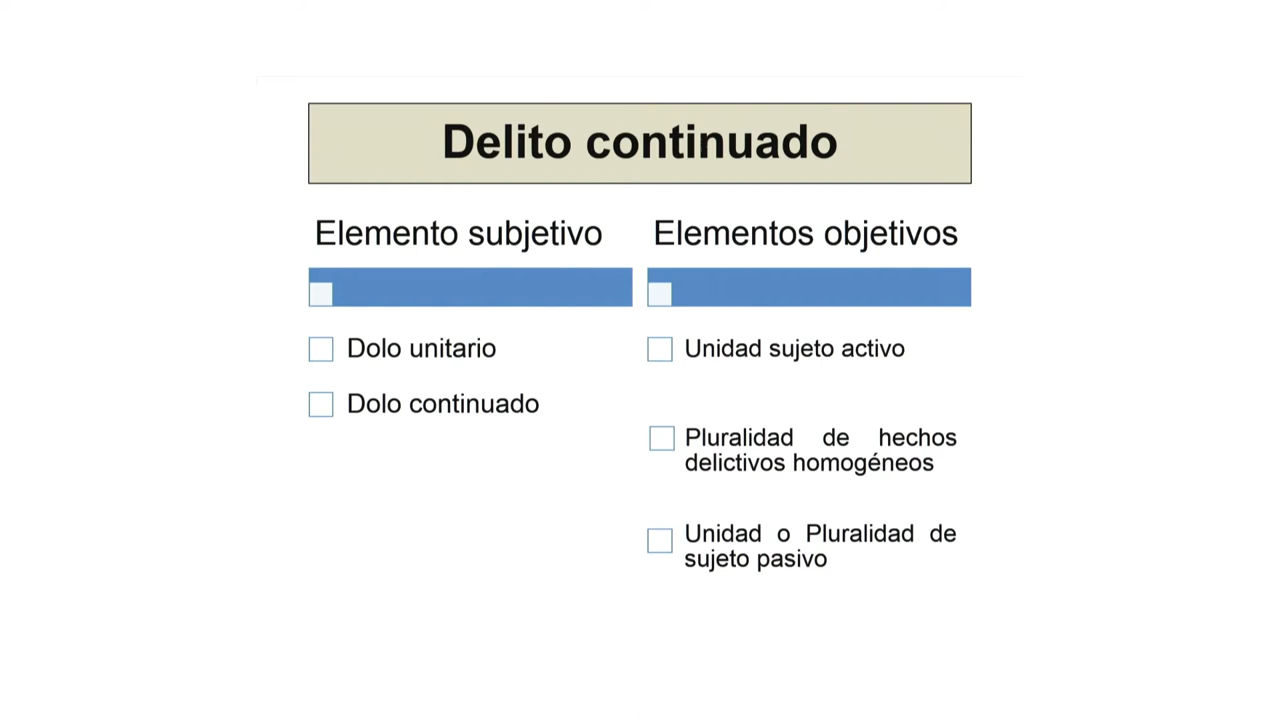 Delito continuado
Elemento subjetivo
Dolo unitario
Dolo continuado
Elementos objetivos
Unidad sujeto activo
Pluralidad de hechos
delictivos homogéneos
Unidad o Pluralidad de
sujeto pasivo